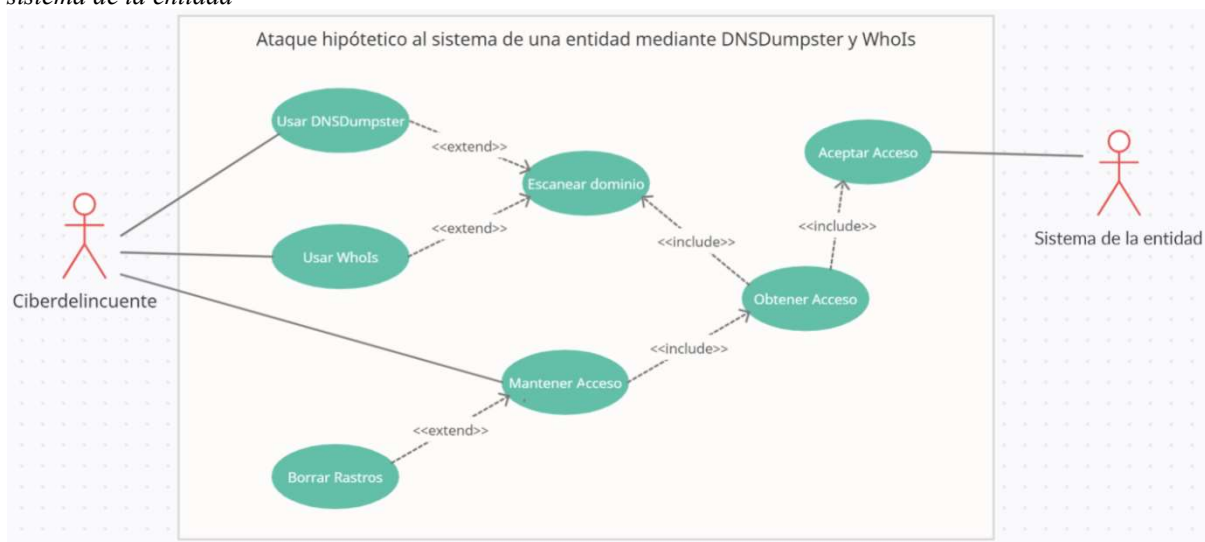 sistema de la entidad
Ataque hipótetico al sistema de una entidad mediante DNSDumpster y WhoIs
Usar DNSDumpster
<<extend>>
Escanear dominio
Aceptar Acceso
Usar WhoIs
<<extend>>
<<include>>
<<include>>
Sistema de la entidad
Ciberdelincuente
Obtener Acceso
<<include>>
Mantener Acceso
<<extend>>
Borrar Rastros